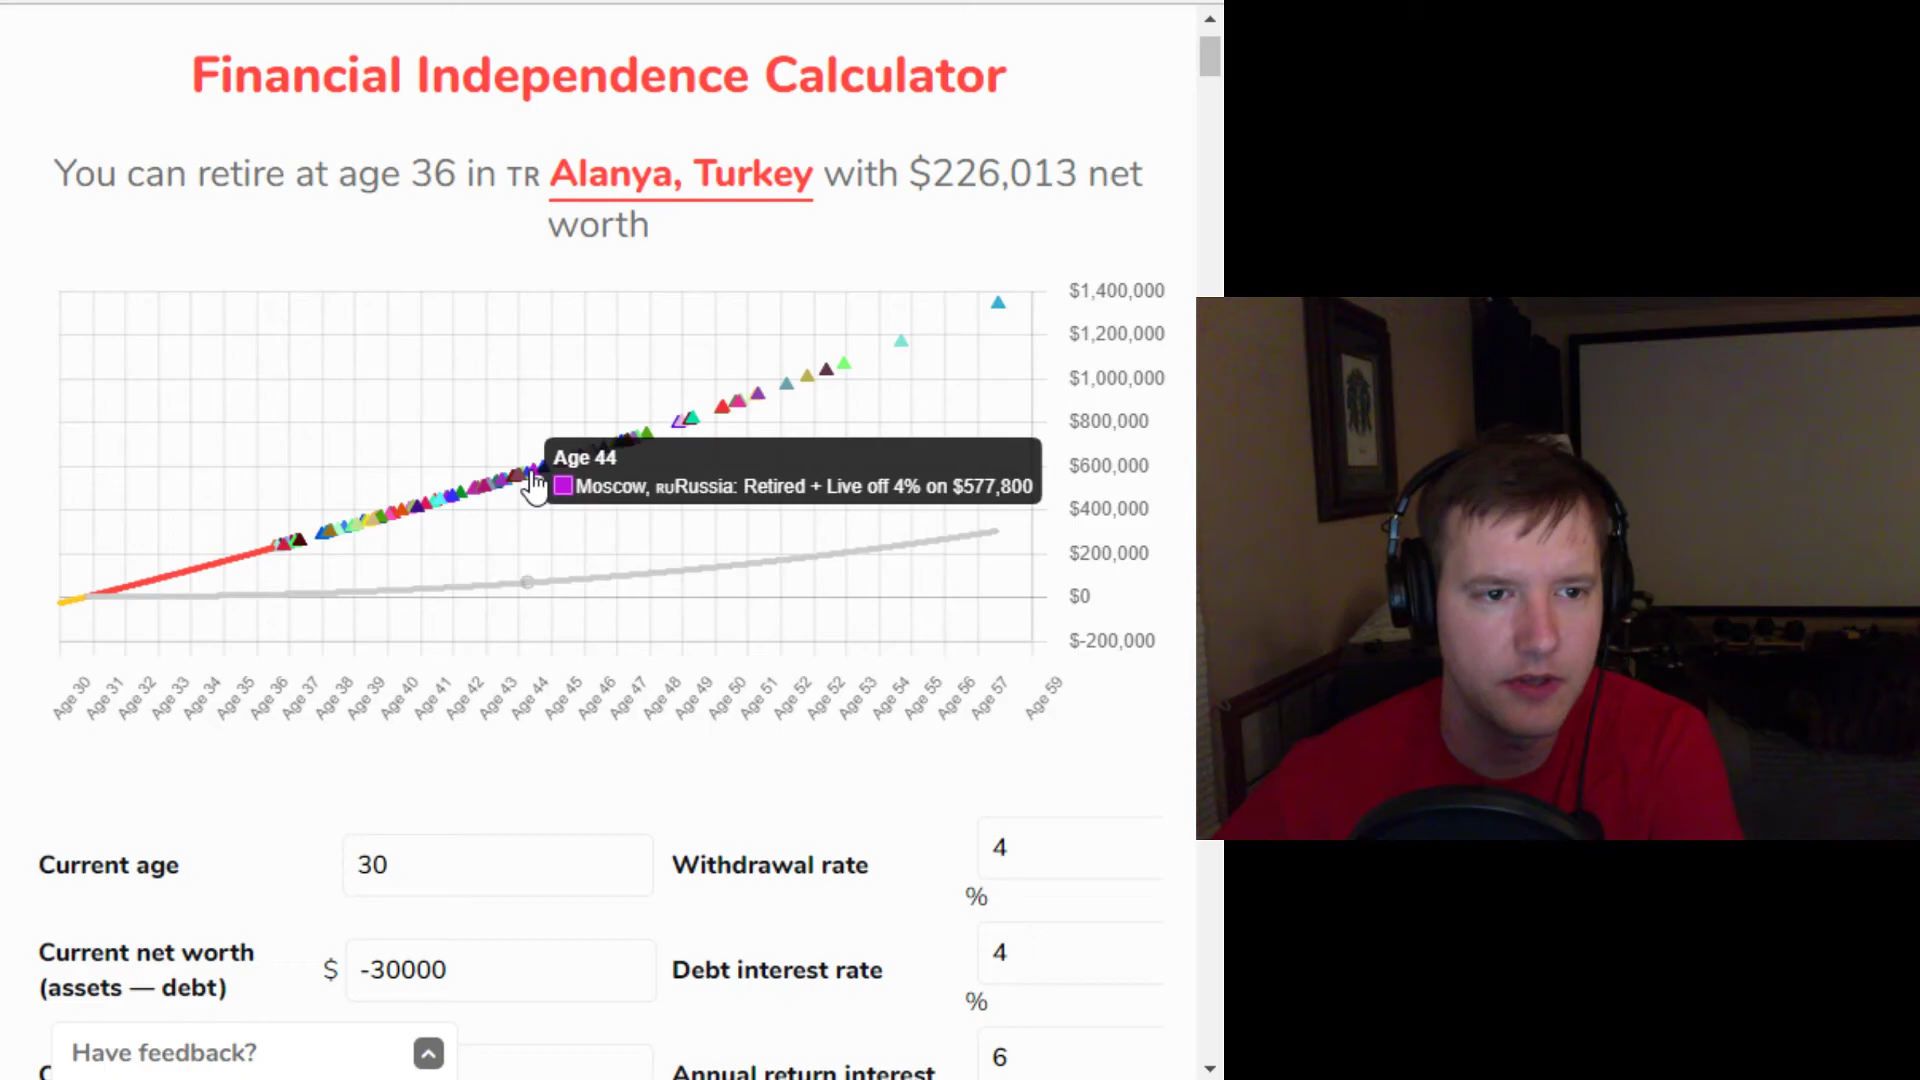 Financial Independence Calculator
You can retire at age 36 in TR Alanya, Turkey with $226,013 net
worth
$1,400,000
$1,200,000
$1,000,000
$800,000
Age 44
$600,000
Moscow, RURussia: Retired + Live off 4% on $577,800
$400,000
$200,000
$0
$-200,000
Age 30
Age 31
Age 32
Age 33
Age 34
Age 35
Age 36
Age 37
Age 38
Age 39
Age 40
Age 41
Age 42
Age 43
Age 44
Age 45
Age 46
Age 47
Age 48
Age 49
Age 50
Age 51
Age 52
Age 52
Age 53
Age 54
Age 55
Age 56
Age 57
Age 59
Current age 30 Withdrawal rate 4
%
Current net worth
(assets — debt) $ -30000 Debt interest rate 4
%
Have feedback?
Annual return interest 6